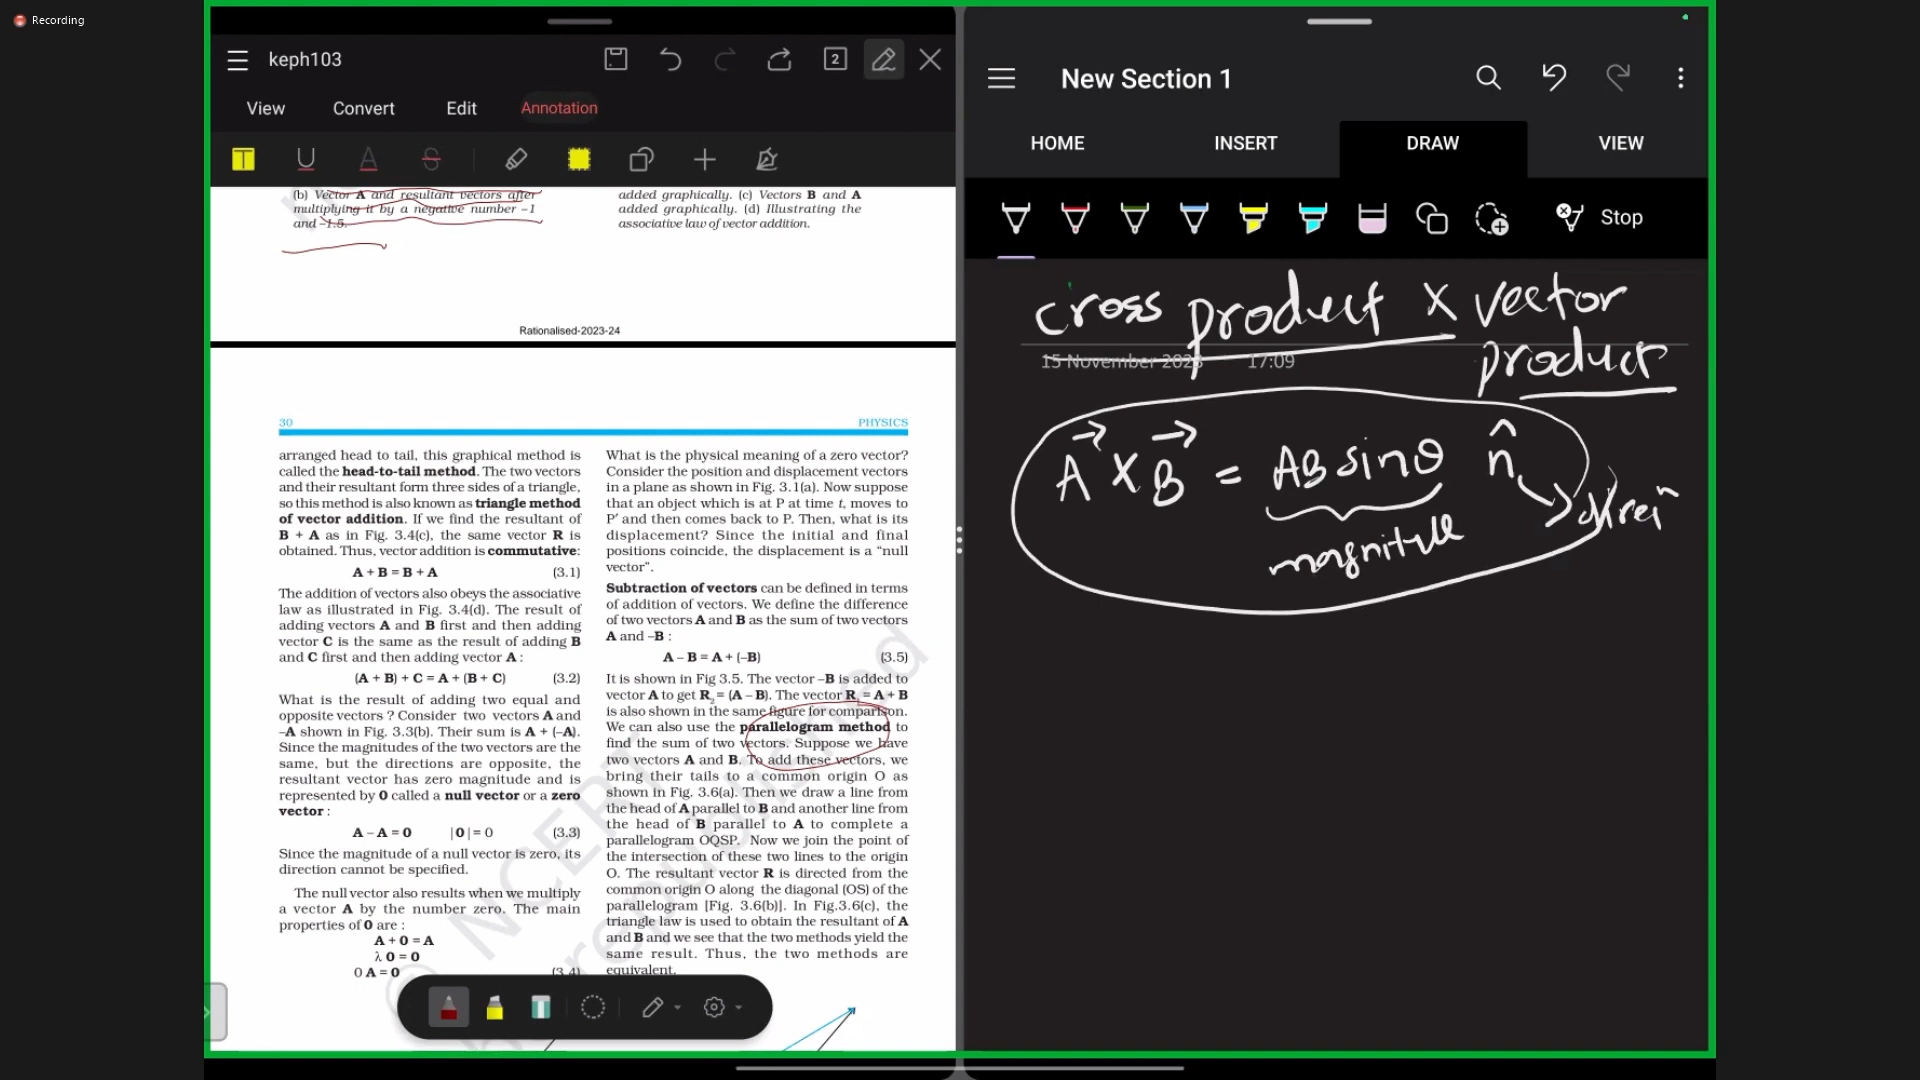 Recording
keph103
2
View Convert Edit Annotation
(b) Vector A and resultant vectors after
multiplying it by a negative number –1
and –1.5.
added graphically. (c) Vectors B and A
added graphically. (d) Illustrating the
associative law of vector addition.
Rationalised-2023-24
30 PHYSICS
arranged head to tail, this graphical method is
called the head-to-tail method. The two vectors
and their resultant form three sides of a triangle,
so this method is also known as triangle method
of vector addition. If we find the resultant of
B + A as in Fig. 3.4(c), the same vector R is
obtained. Thus, vector addition is commutative:
A + B = B + A (3.1)
The addition of vectors also obeys the associative
law as illustrated in Fig. 3.4(d). The result of
adding vectors A and B first and then adding
vector C is the same as the result of adding B
and C first and then adding vector A :
(A + B) + C = A + (B + C) (3.2)
What is the result of adding two equal and
opposite vectors ? Consider two vectors A and
–A shown in Fig. 3.3(b). Their sum is A + (–A).
Since the magnitudes of the two vectors are the
same, but the directions are opposite, the
resultant vector has zero magnitude and is
represented by 0 called a null vector or a zero
vector :
A – A = 0 |0| = 0 (3.3)
Since the magnitude of a null vector is zero, its
direction cannot be specified.
The null vector also results when we multiply
a vector A by the number zero. The main
properties of 0 are :
A + 0 = A
λ 0 = 0
0 A = 0 (3.4)
What is the physical meaning of a zero vector?
Consider the position and displacement vectors
in a plane as shown in Fig. 3.1(a). Now suppose
that an object which is at P at time t, moves to
P′ and then comes back to P. Then, what is its
displacement? Since the initial and final
positions coincide, the displacement is a “null
vector”.
Subtraction of vectors can be defined in terms
of addition of vectors. We define the difference
of two vectors A and B as the sum of two vectors
A and –B :
A – B = A + (–B) (3.5)
It is shown in Fig 3.5. The vector –B is added to
vector A to get R₂ = (A – B). The vector R₁ = A + B
is also shown in the same figure for comparison.
We can also use the parallelogram method to
find the sum of two vectors. Suppose we have
two vectors A and B. To add these vectors, we
bring their tails to a common origin O as
shown in Fig. 3.6(a). Then we draw a line from
the head of A parallel to B and another line from
the head of B parallel to A to complete a
parallelogram OQSP. Now we join the point of
the intersection of these two lines to the origin
O. The resultant vector R is directed from the
common origin O along the diagonal (OS) of the
parallelogram [Fig. 3.6(b)]. In Fig.3.6(c), the
triangle law is used to obtain the resultant of A
and B and we see that the two methods yield the
same result. Thus, the two methods are
equivalent.
© NCERT
republished
New Section 1
HOME INSERT DRAW VIEW
Stop
cross product X vector
product
15 November 2023 17:09
A⃗ X B⃗ = AB sinθ n̂
magnitude